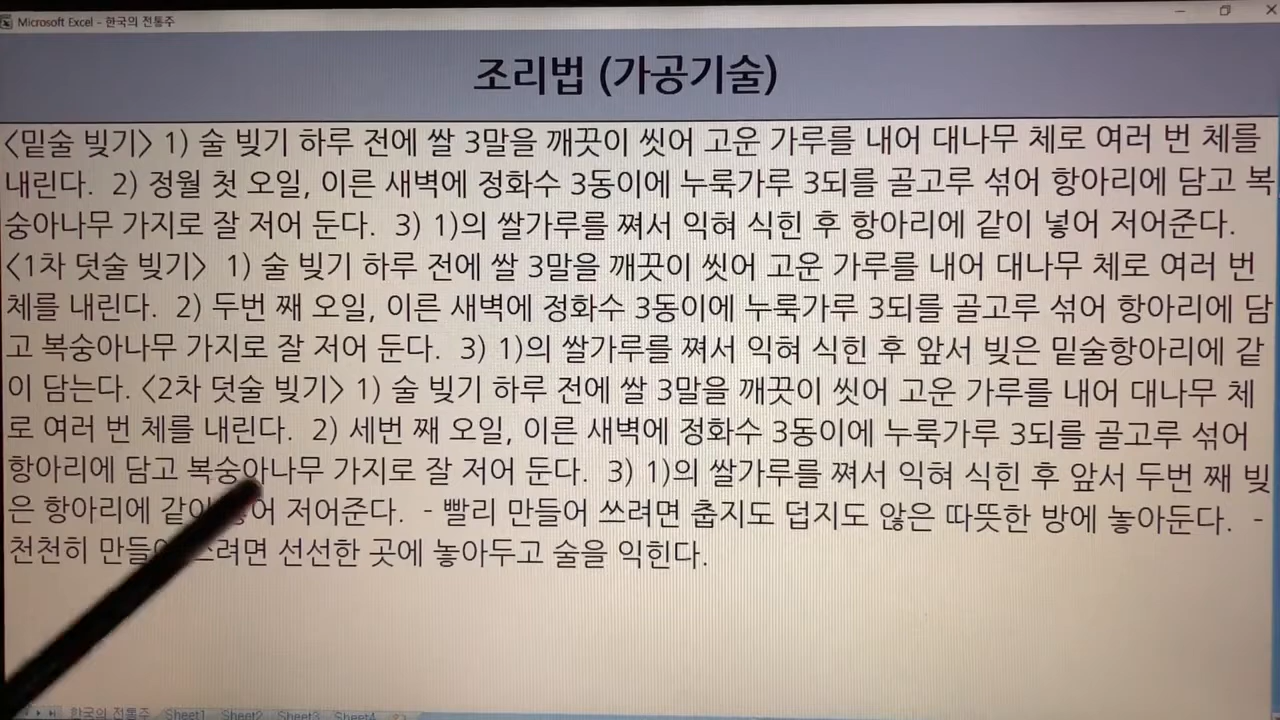 Microsoft Excel - 한국의 전통주
조리법 (가공기술)
<밑술 빚기> 1) 술 빚기 하루 전에 쌀 3말을 깨끗이 씻어 고운 가루를 내어 대나무 체로 여러 번 체를
내린다. 2) 정월 첫 오일, 이른 새벽에 정화수 3동이에 누룩가루 3되를 골고루 섞어 항아리에 담고 복
숭아나무 가지로 잘 저어 둔다. 3) 1)의 쌀가루를 쪄서 익혀 식힌 후 항아리에 같이 넣어 저어준다.
<1차 덧술 빚기> 1) 술 빚기 하루 전에 쌀 3말을 깨끗이 씻어 고운 가루를 내어 대나무 체로 여러 번
체를 내린다. 2) 두번 째 오일, 이른 새벽에 정화수 3동이에 누룩가루 3되를 골고루 섞어 항아리에 담
고 복숭아나무 가지로 잘 저어 둔다. 3) 1)의 쌀가루를 쪄서 익혀 식힌 후 앞서 빚은 밑술항아리에 같
이 담는다. <2차 덧술 빚기> 1) 술 빚기 하루 전에 쌀 3말을 깨끗이 씻어 고운 가루를 내어 대나무 체
로 여러 번 체를 내린다. 2) 세번 째 오일, 이른 새벽에 정화수 3동이에 누룩가루 3되를 골고루 섞어
항아리에 담고 복숭아나무 가지로 잘 저어 둔다. 3) 1)의 쌀가루를 쪄서 익혀 식힌 후 앞서 두번 째 빚
은 항아리에 같이 저어준다. - 빨리 만들어 쓰려면 춥지도 덥지도 않은 따뜻한 방에 놓아둔다. -
천천히 선선한 곳에 놓아두고 술을 익힌다.
한국의 전통주 Sheet1 Sheet2 Sheet3 Sheet4